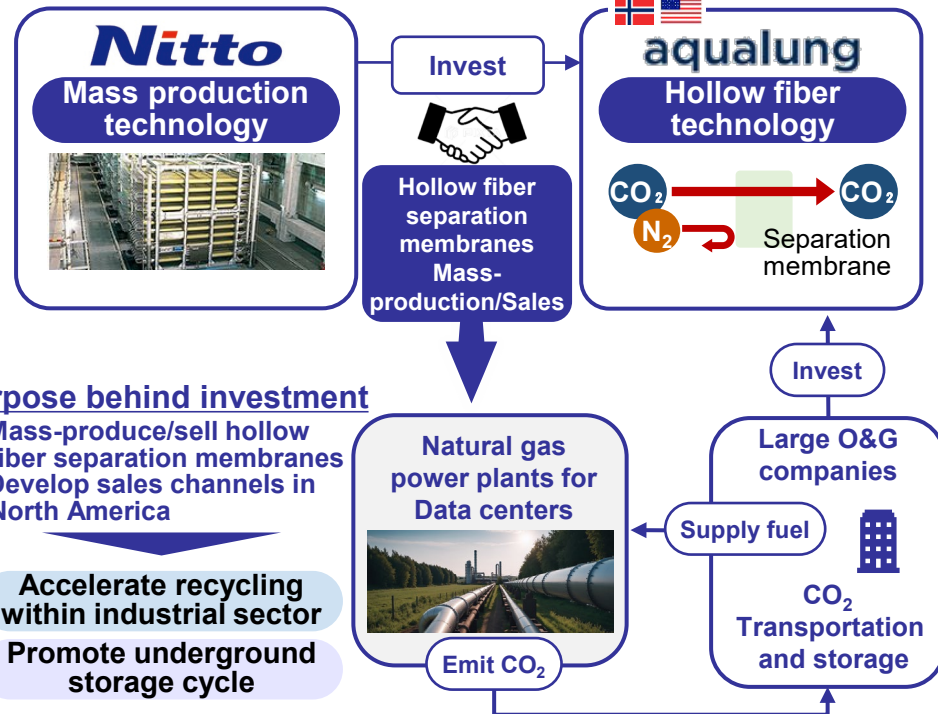 Nitto
Mass production
technology
Invest
aqualung
Hollow fiber
technology
CO₂
CO₂
N₂
Separation
membrane
Hollow fiber
separation
membranes
Mass-
production/Sales
rpose behind investment
Mass-produce/sell hollow
fiber separation membranes
Develop sales channels in
North America
Accelerate recycling
within industrial sector
Promote underground
storage cycle
Natural gas
power plants for
Data centers
Emit CO₂
Supply fuel
Invest
Large O&G
companies
CO₂
Transportation
and storage